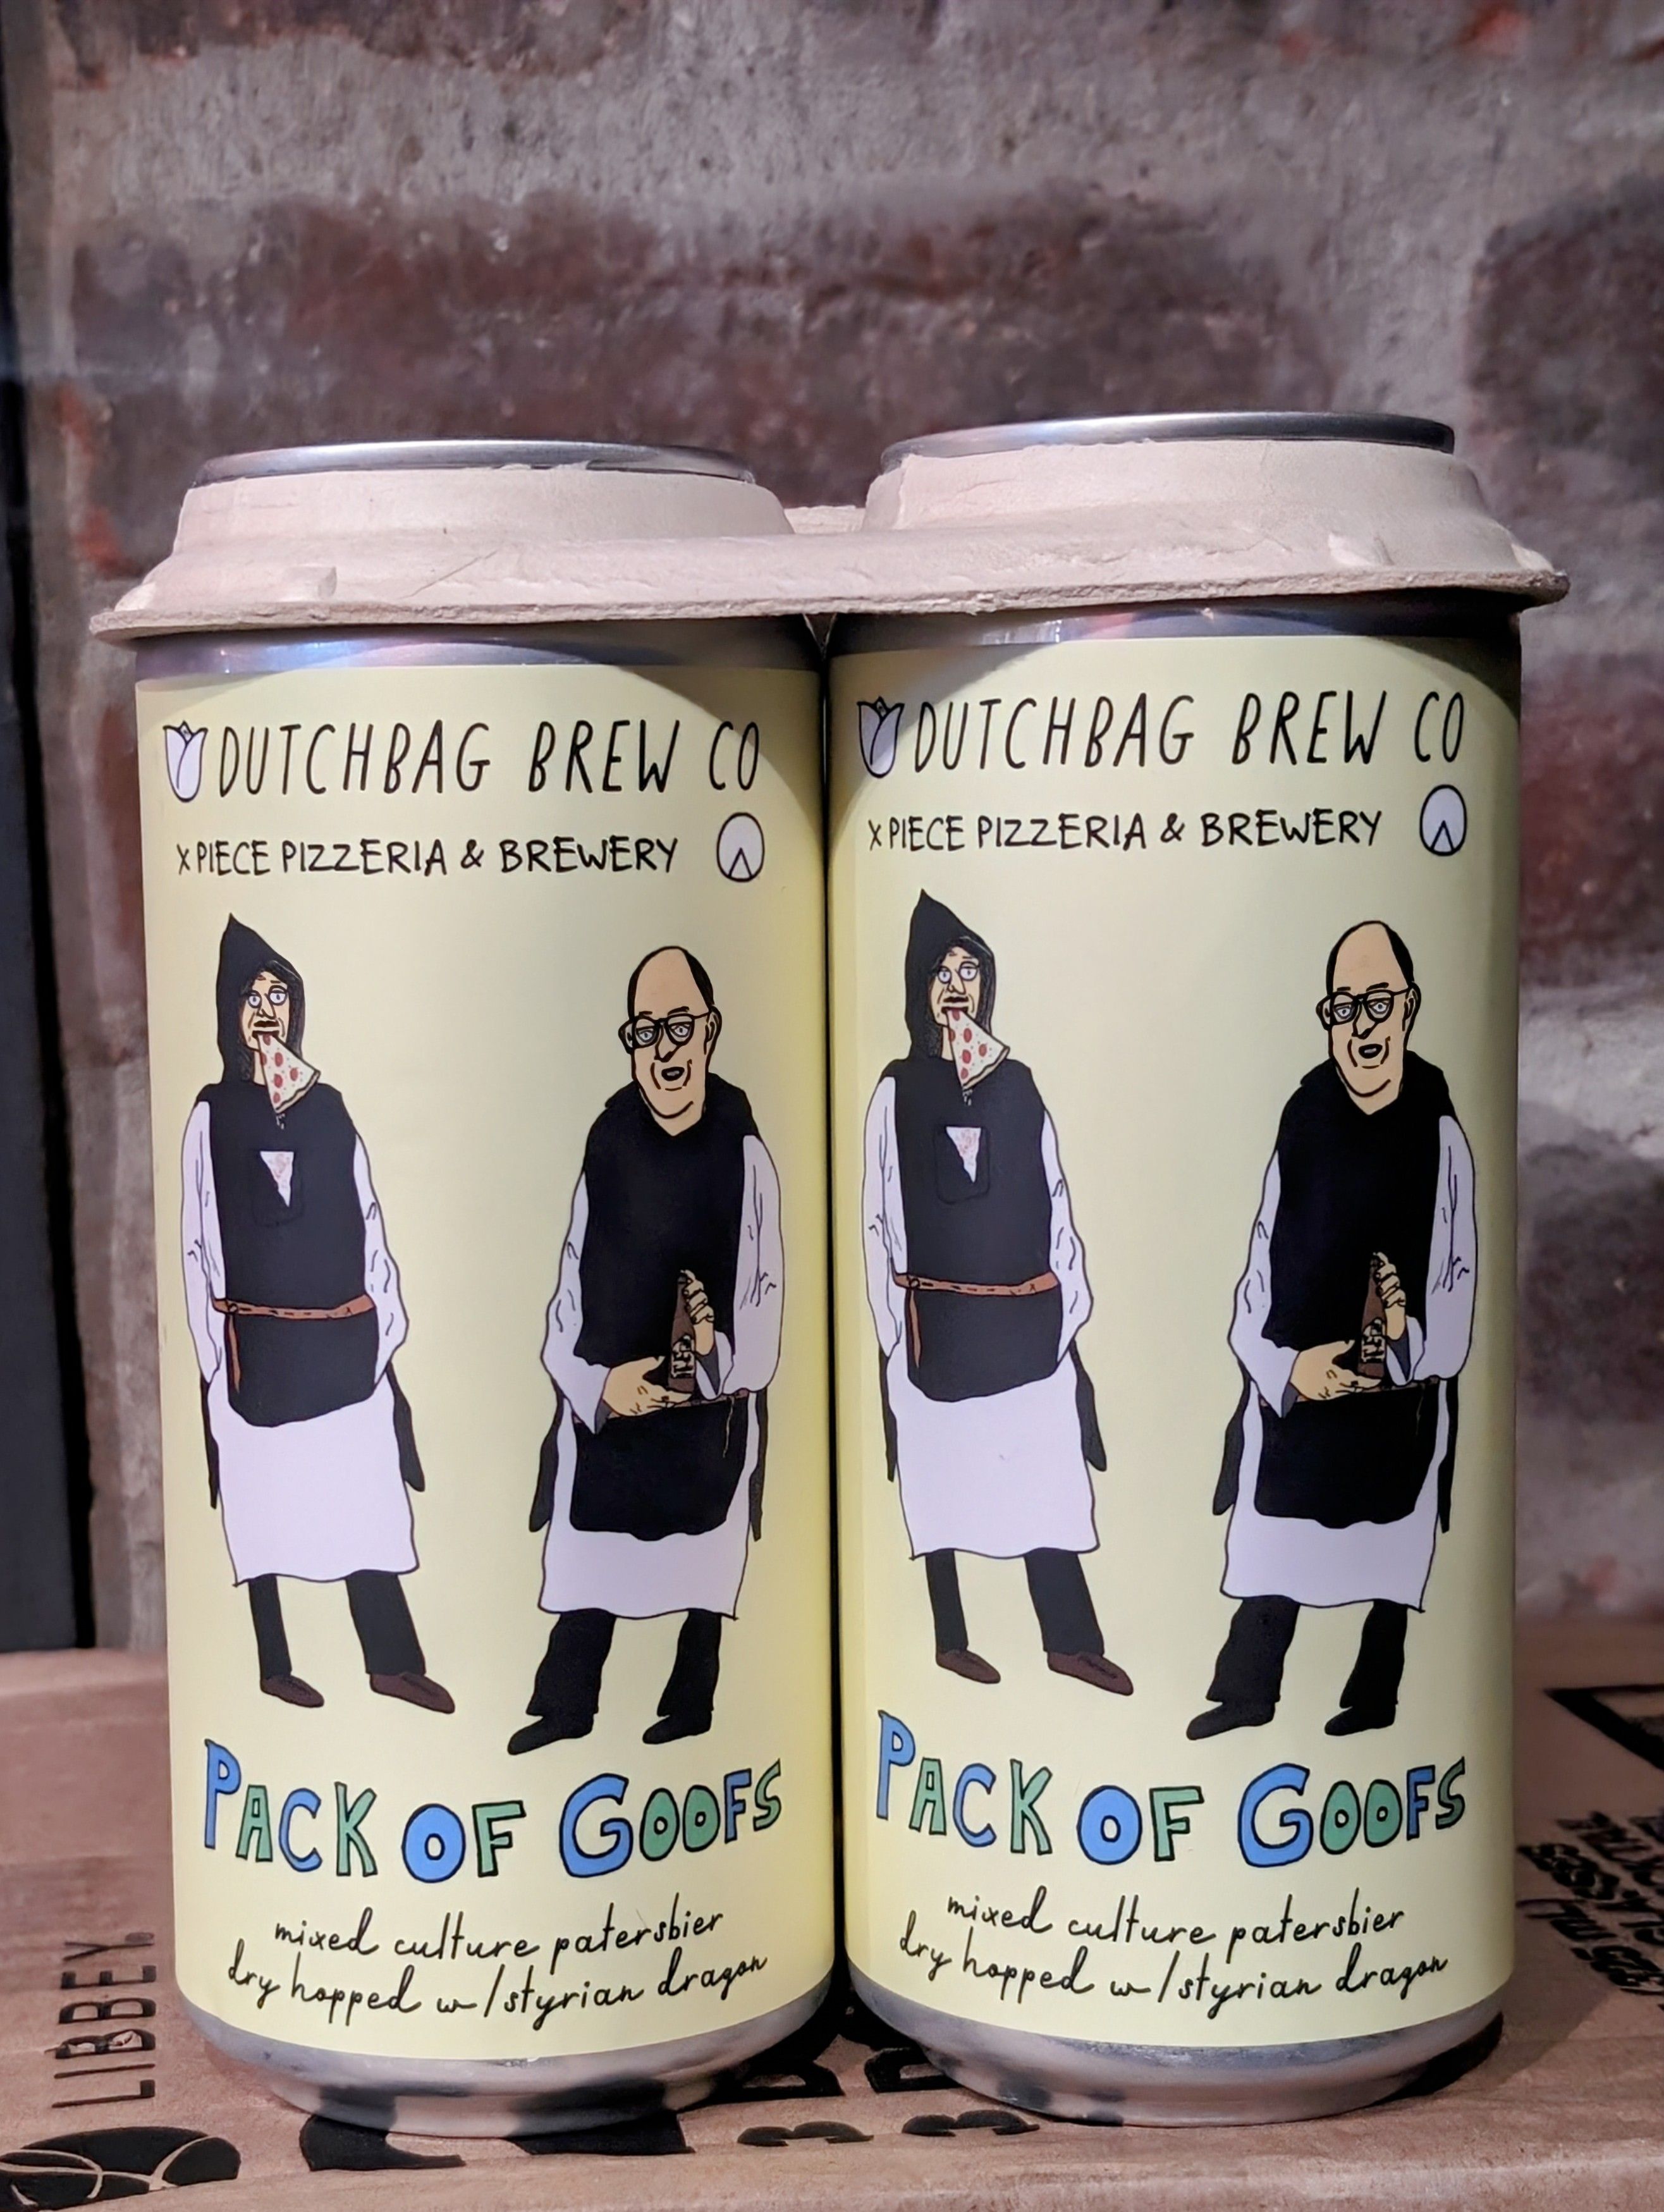 DUTCHBAG BREW CO
X PIECE PIZZERIA & BREWERY
PACK OF GOOFS
mixed culture patersbier
dry hopped w/styrian dragon
DUTCHBAG BREW CO
X PIECE PIZZERIA & BREWERY
PACK OF GOOFS
mixed culture patersbier
dry hopped w/styrian dragon
LIBBEY